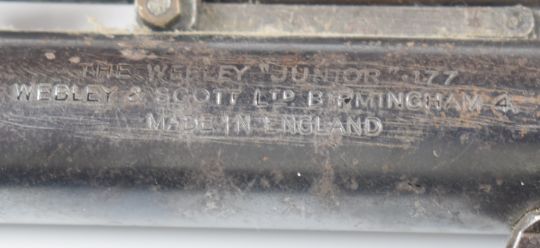 THE WEBLEY "JUNIOR" .177
WEBLEY & SCOTT LTD BIRMINGHAM 4.
MADE IN ENGLAND